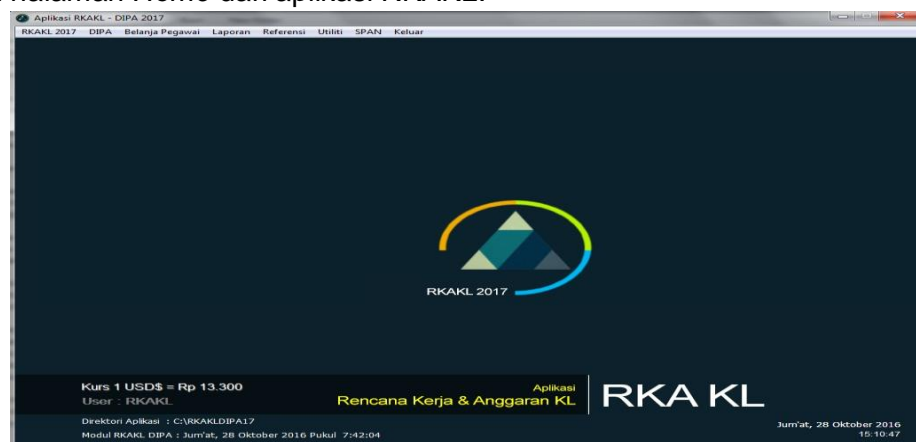 Aplikasi RKAKL - DIPA 2017
RKAKL 2017 DIPA Belanja Pegawai Laporan Referensi Utiliti SPAN Keluar
RKAKL 2017
Kurs 1 USD$ = Rp 13.300
User : RKAKL
Aplikasi
Rencana Kerja & Anggaran KL
RKA KL
Direktori Aplikasi : C:\RKAKLDIPA17
Modul RKAKL DIPA : Jum'at, 28 Oktober 2016 Pukul 7:42:04
Jum'at, 28 Oktober 2016
15:10:47